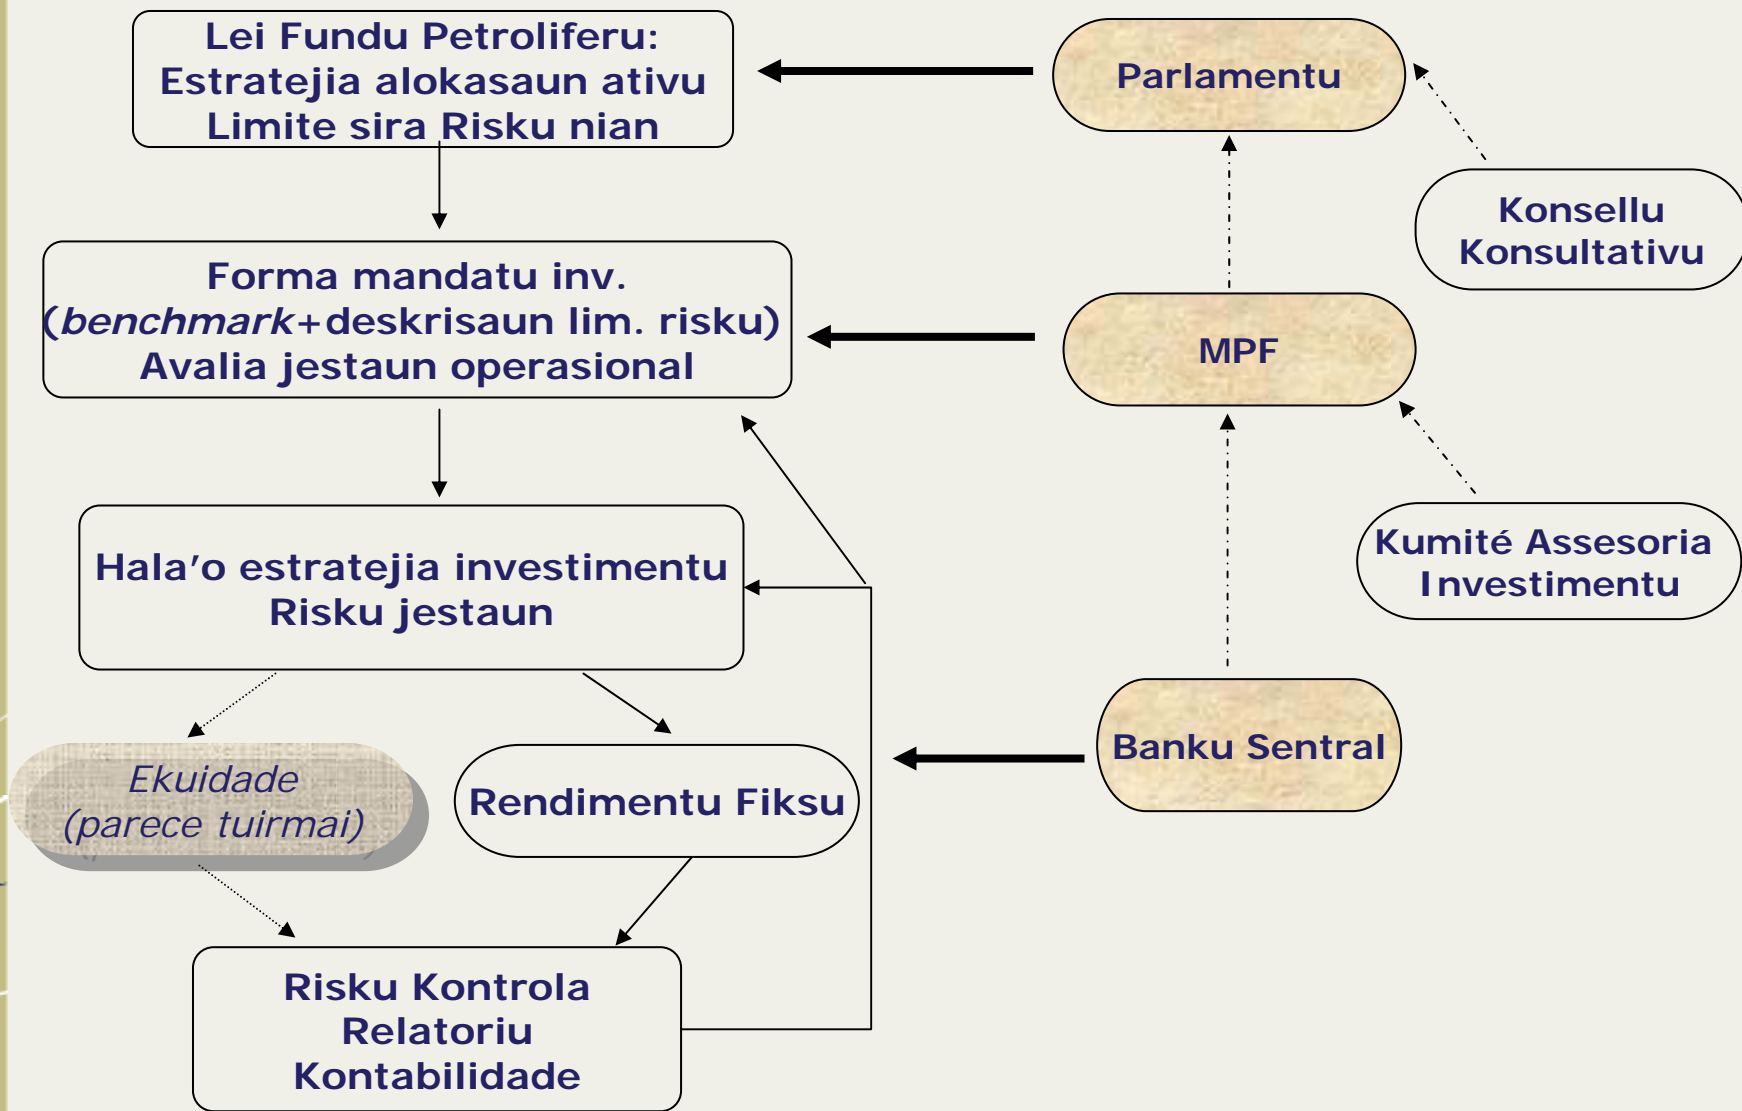 Lei Fundu Petroliferu:
Estratejia alokasaun ativu
Limite sira Risku nian
Parlamentu
Konsellu
Konsultativu
Forma mandatu inv.
(benchmark+deskrisaun lim. risku)
Avalia jestaun operasional
MPF
Hala’o estratejia investimentu
Risku jestaun
Kumité Assesoria
Investimentu
Ekuidade
(parece tuirmai)
Rendimentu Fiksu
Banku Sentral
Risku Kontrola
Relatoriu
Kontabilidade